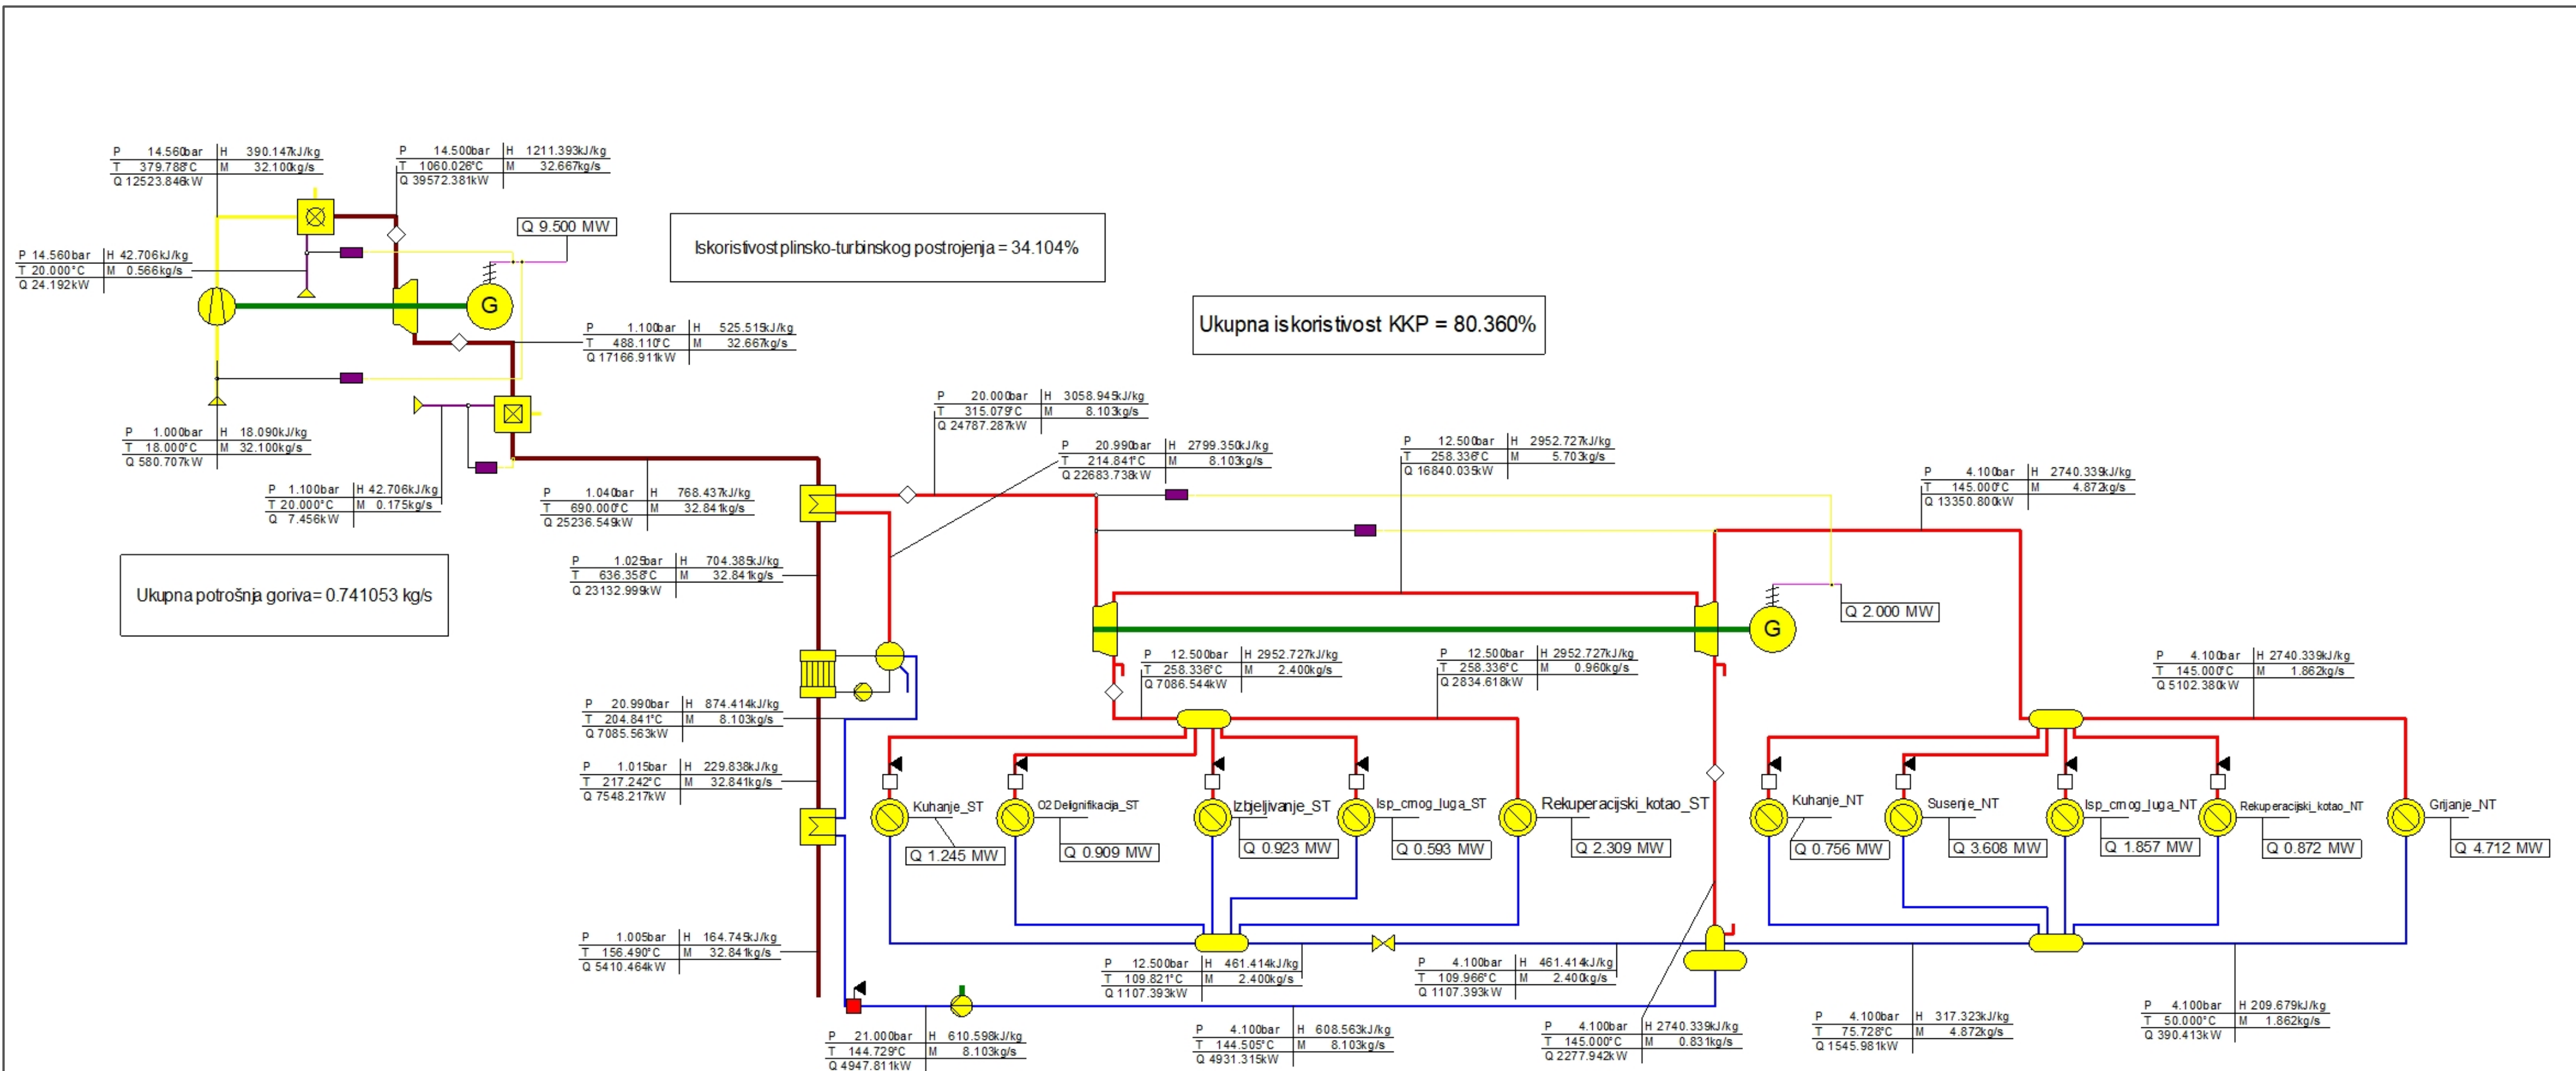 P 14.560bar H 390.147kJ/kg
T 379.788°C M 32.100kg/s
Q 12523.846kW
P 14.500bar H 1211.393kJ/kg
T 1060.026°C M 32.667kg/s
Q 39572.381kW
Q 9.500 MW
Iskoristivost plinsko-turbinskog postrojenja = 34.104%
P 14.560bar H 42.706kJ/kg
T 20.000°C M 0.566kg/s
Q 24.192kW
G
Ukupna iskoristivost KKP = 80.360%
P 1.100bar H 525.515kJ/kg
T 488.110°C M 32.667kg/s
Q 17166.911kW
P 20.000bar H 3058.945kJ/kg
T 315.079°C M 8.103kg/s
Q 24787.287kW
P 1.000bar H 18.090kJ/kg
T 18.000°C M 32.100kg/s
Q 580.707kW
P 20.990bar H 2799.350kJ/kg
T 214.841°C M 8.103kg/s
Q 22683.738kW
P 12.500bar H 2952.727kJ/kg
T 258.336°C M 5.703kg/s
Q 16840.035kW
P 4.100bar H 2740.339kJ/kg
T 145.000°C M 4.872kg/s
Q 13350.800kW
P 1.100bar H 42.706kJ/kg
T 20.000°C M 0.175kg/s
Q 7.456kW
P 1.040bar H 768.437kJ/kg
T 690.000°C M 32.841kg/s
Q 25236.549kW
Ukupna potrošnja goriva= 0.741053 kg/s
P 1.025bar H 704.385kJ/kg
T 636.358°C M 32.841kg/s
Q 23132.999kW
Q 2.000 MW
G
P 12.500bar H 2952.727kJ/kg
T 258.336°C M 2.400kg/s
Q 7086.544kW
P 12.500bar H 2952.727kJ/kg
T 258.336°C M 0.960kg/s
Q 2834.618kW
P 4.100bar H 2740.339kJ/kg
T 145.000°C M 1.862kg/s
Q 5102.380kW
P 20.990bar H 874.414kJ/kg
T 204.841°C M 8.103kg/s
Q 7085.563kW
P 1.015bar H 229.838kJ/kg
T 217.242°C M 32.841kg/s
Q 7548.217kW
Kuhanje_ST
O2 Delignifikacija_ST
Izbjeljivanje_ST
Isp_crnog_luga_ST
Rekuperacijski_kotao_ST
Kuhanje_NT
Susenje_NT
Isp_crnog_luga_NT
Rekuperacijski_kotao_NT
Grijanje_NT
Q 1.245 MW
Q 0.909 MW
Q 0.923 MW
Q 0.593 MW
Q 2.309 MW
Q 0.756 MW
Q 3.608 MW
Q 1.857 MW
Q 0.872 MW
Q 4.712 MW
P 1.005bar H 164.745kJ/kg
T 156.490°C M 32.841kg/s
Q 5410.464kW
P 12.500bar H 461.414kJ/kg
T 109.821°C M 2.400kg/s
Q 1107.393kW
P 4.100bar H 461.414kJ/kg
T 109.966°C M 2.400kg/s
Q 1107.393kW
P 21.000bar H 610.598kJ/kg
T 144.729°C M 8.103kg/s
Q 4947.811kW
P 4.100bar H 608.563kJ/kg
T 144.505°C M 8.103kg/s
Q 4931.315kW
P 4.100bar H 2740.339kJ/kg
T 145.000°C M 0.831kg/s
Q 2277.942kW
P 4.100bar H 317.323kJ/kg
T 75.728°C M 4.872kg/s
Q 1545.981kW
P 4.100bar H 209.679kJ/kg
T 50.000°C M 1.862kg/s
Q 390.413kW